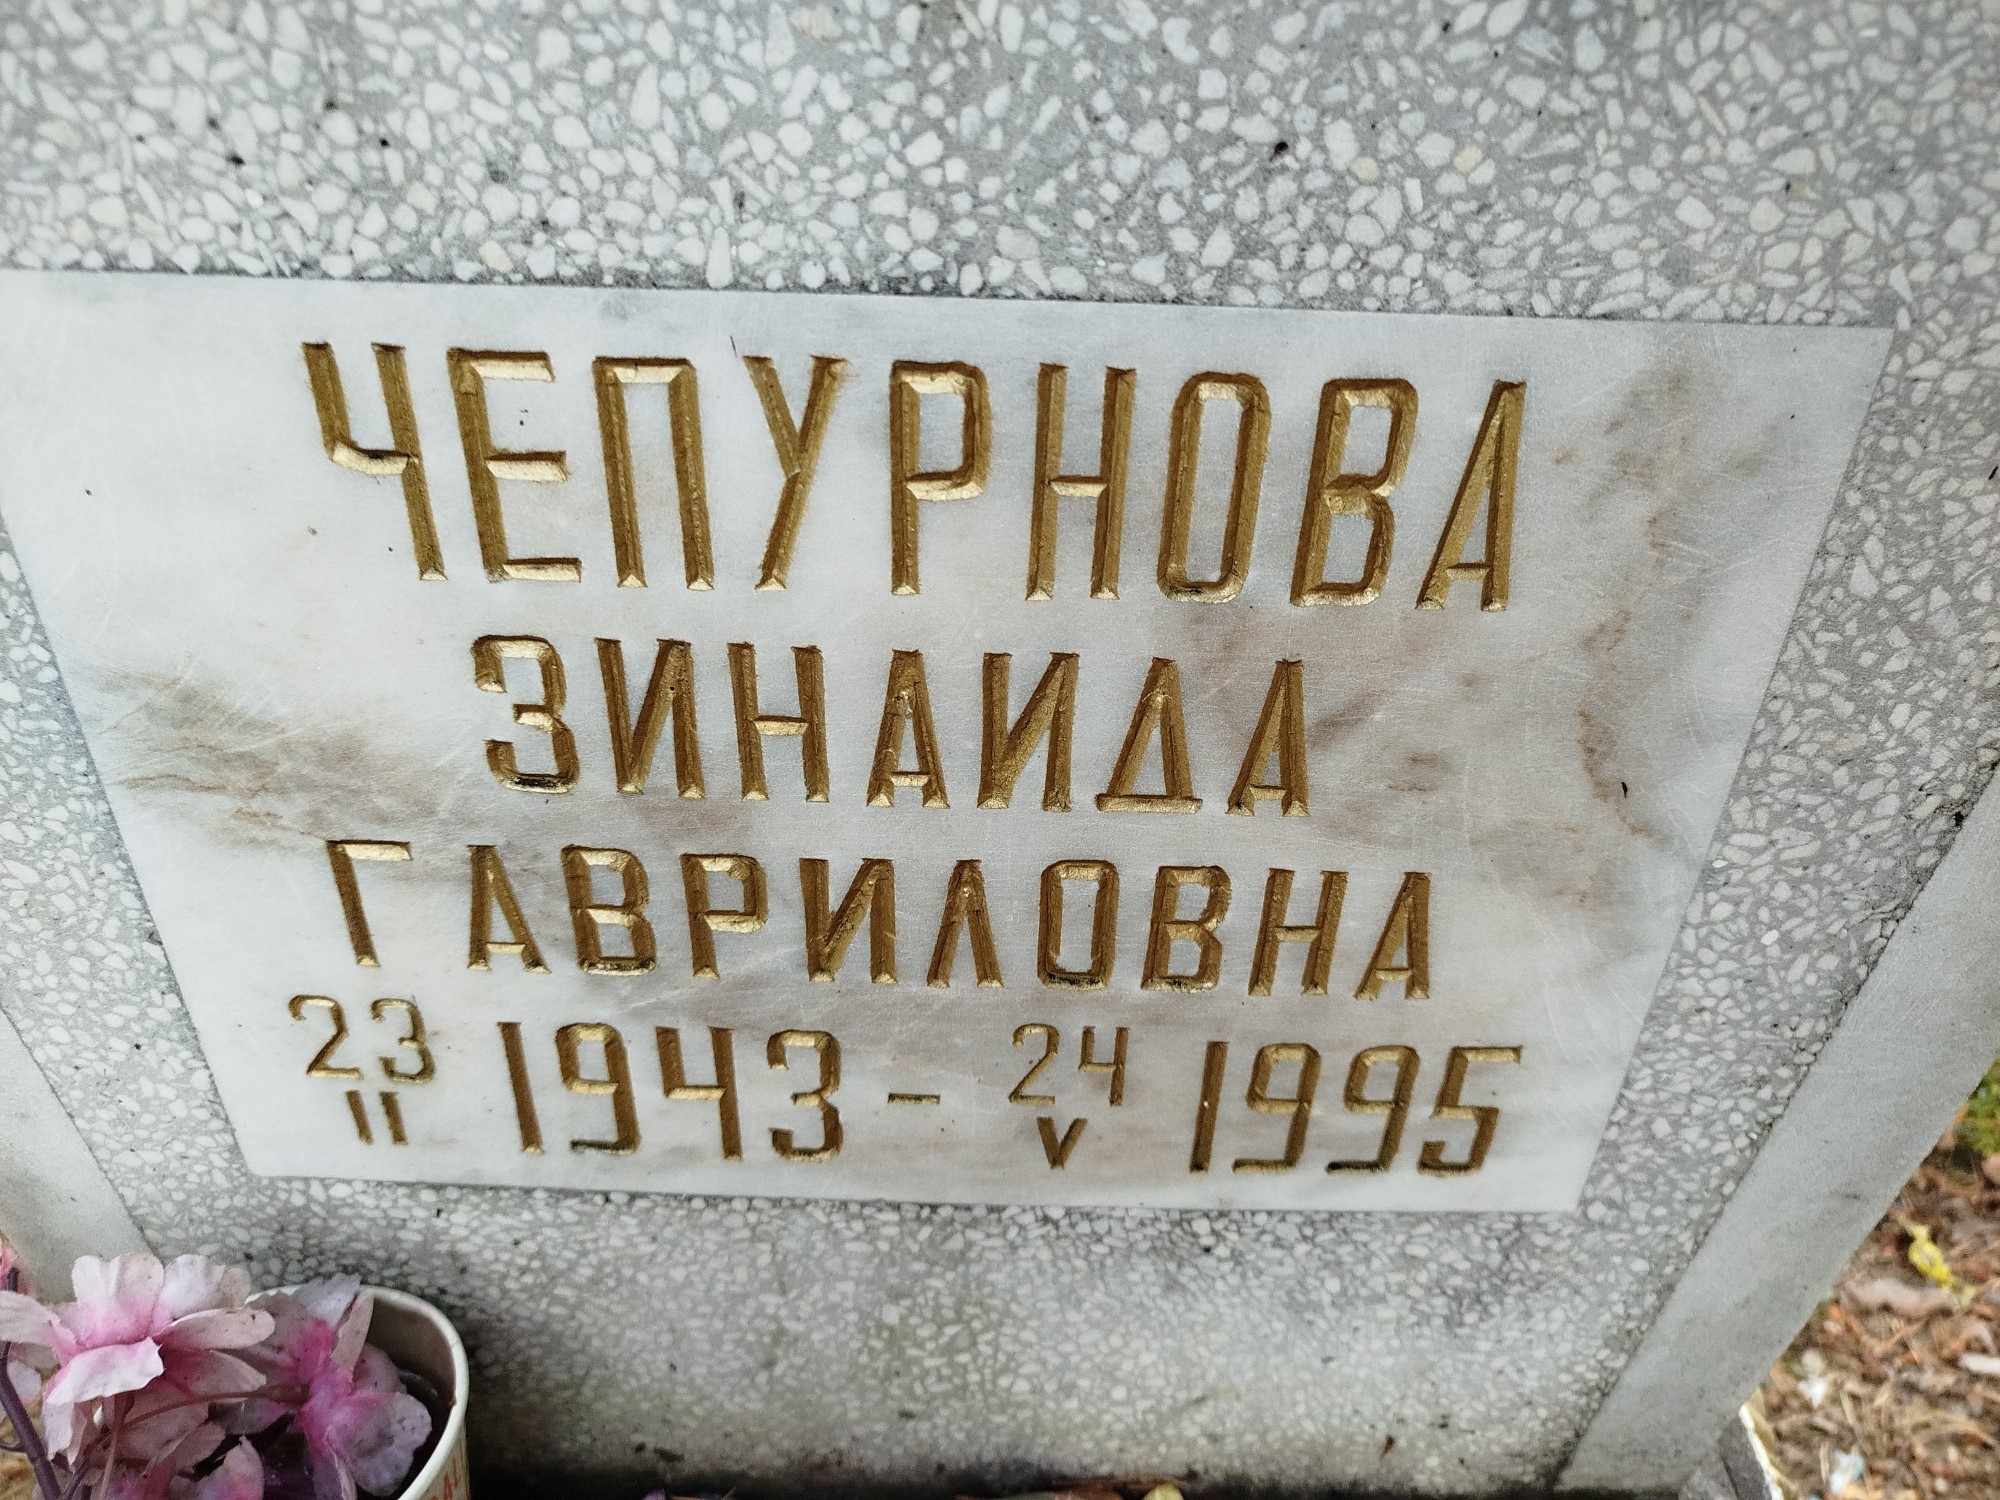 ЧЕПУРНОВА
ЗИНАИДА
ГАВРИЛОВНА
23 II 1943 – 24 V 1995